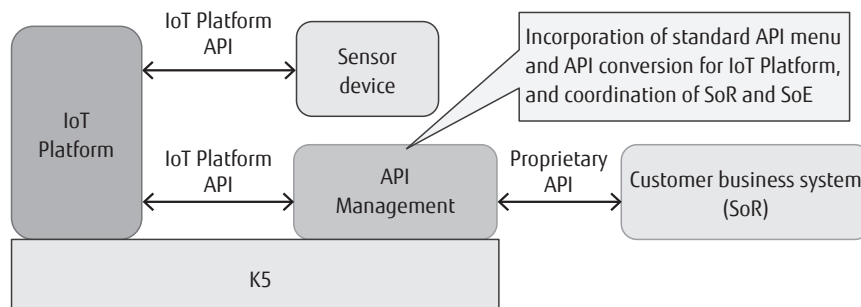 IoT Platform
API
Sensor
device
Incorporation of standard API menu
and API conversion for IoT Platform,
and coordination of SoR and SoE
IoT
Platform
IoT Platform
API
API
Management
Proprietary
API
Customer business system
(SoR)
K5